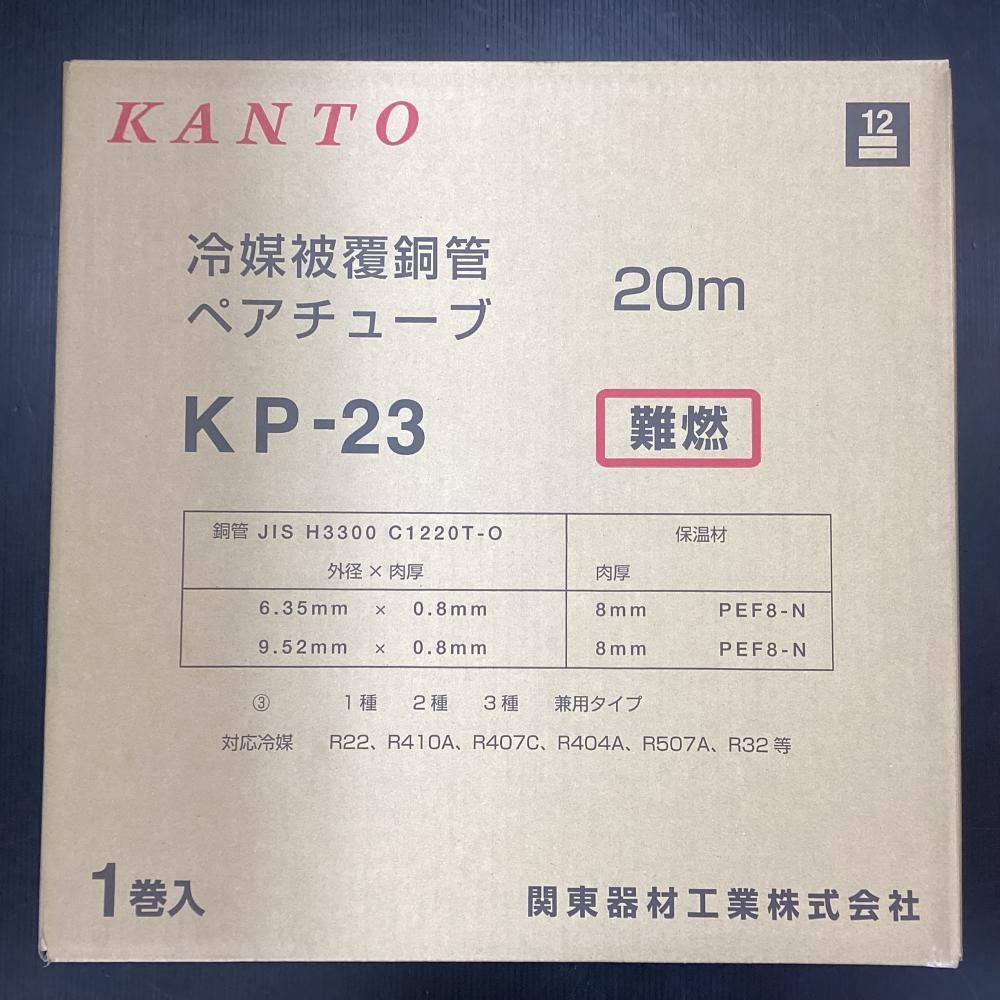 KANTO
12
冷媒被覆銅管
ペアチューブ
20m
KP-23
難燃
銅管 JIS H3300 C1220T-O
保温材
外径 × 肉厚
肉厚
6.35mm × 0.8mm 8mm PEF8-N
9.52mm × 0.8mm 8mm PEF8-N
③ 1種 2種 3種 兼用タイプ
対応冷媒 R22、R410A、R407C、R404A、R507A、R32等
1巻入
関東器材工業株式会社